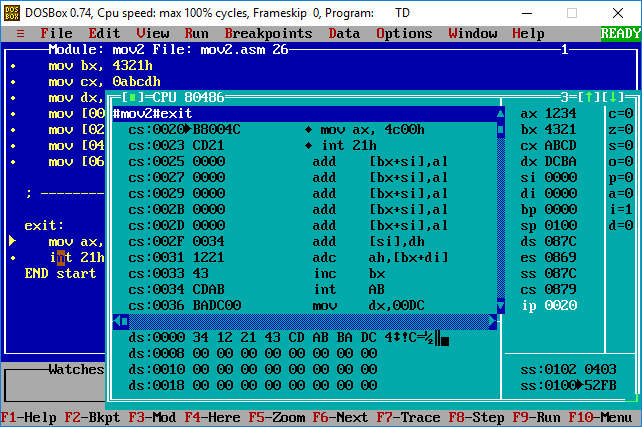 DOSBox 0.74, Cpu speed: max 100% cycles, Frameskip 0, Program: TD
≡ File Edit View Run Breakpoints Data Options Window Help READY
Module: mov2 File: mov2.asm 26 1
mov bx, 4321h
mov cx, 0abcdh
mov dx,
mov [00
mov [02
mov [04
mov [06
; --------
exit:
mov ax,
int 21h
END start
[■]=CPU 80486 3=[↑][↓]
#mov2#exit
cs:0020►B8004C ♦ mov ax, 4c00h
cs:0023 CD21 ♦ int 21h
cs:0025 0000 add [bx+si],al
cs:0027 0000 add [bx+si],al
cs:0029 0000 add [bx+si],al
cs:002B 0000 add [bx+si],al
cs:002D 0000 add [bx+si],al
cs:002F 0034 add [si],dh
cs:0031 1221 adc ah,[bx+di]
cs:0033 43 inc bx
cs:0034 CDAB int AB
cs:0036 BADC00 mov dx,00DC
ax 1234 c=0
bx 4321 z=0
cx ABCD s=0
dx DCBA o=0
si 0000 p=0
di 0000 a=0
bp 0000 i=1
sp 0100 d=0
ds 087C
es 0869
ss 087C
cs 0879
ip 0020
ds:0000 34 12 21 43 CD AB BA DC 4↕!C=½║▄
ds:0008 00 00 00 00 00 00 00 00
ds:0010 00 00 00 00 00 00 00 00
ds:0018 00 00 00 00 00 00 00 00
ss:0102 0403
ss:0100►52FB
Watches
F1-Help F2-Bkpt F3-Mod F4-Here F5-Zoom F6-Next F7-Trace F8-Step F9-Run F10-Menu